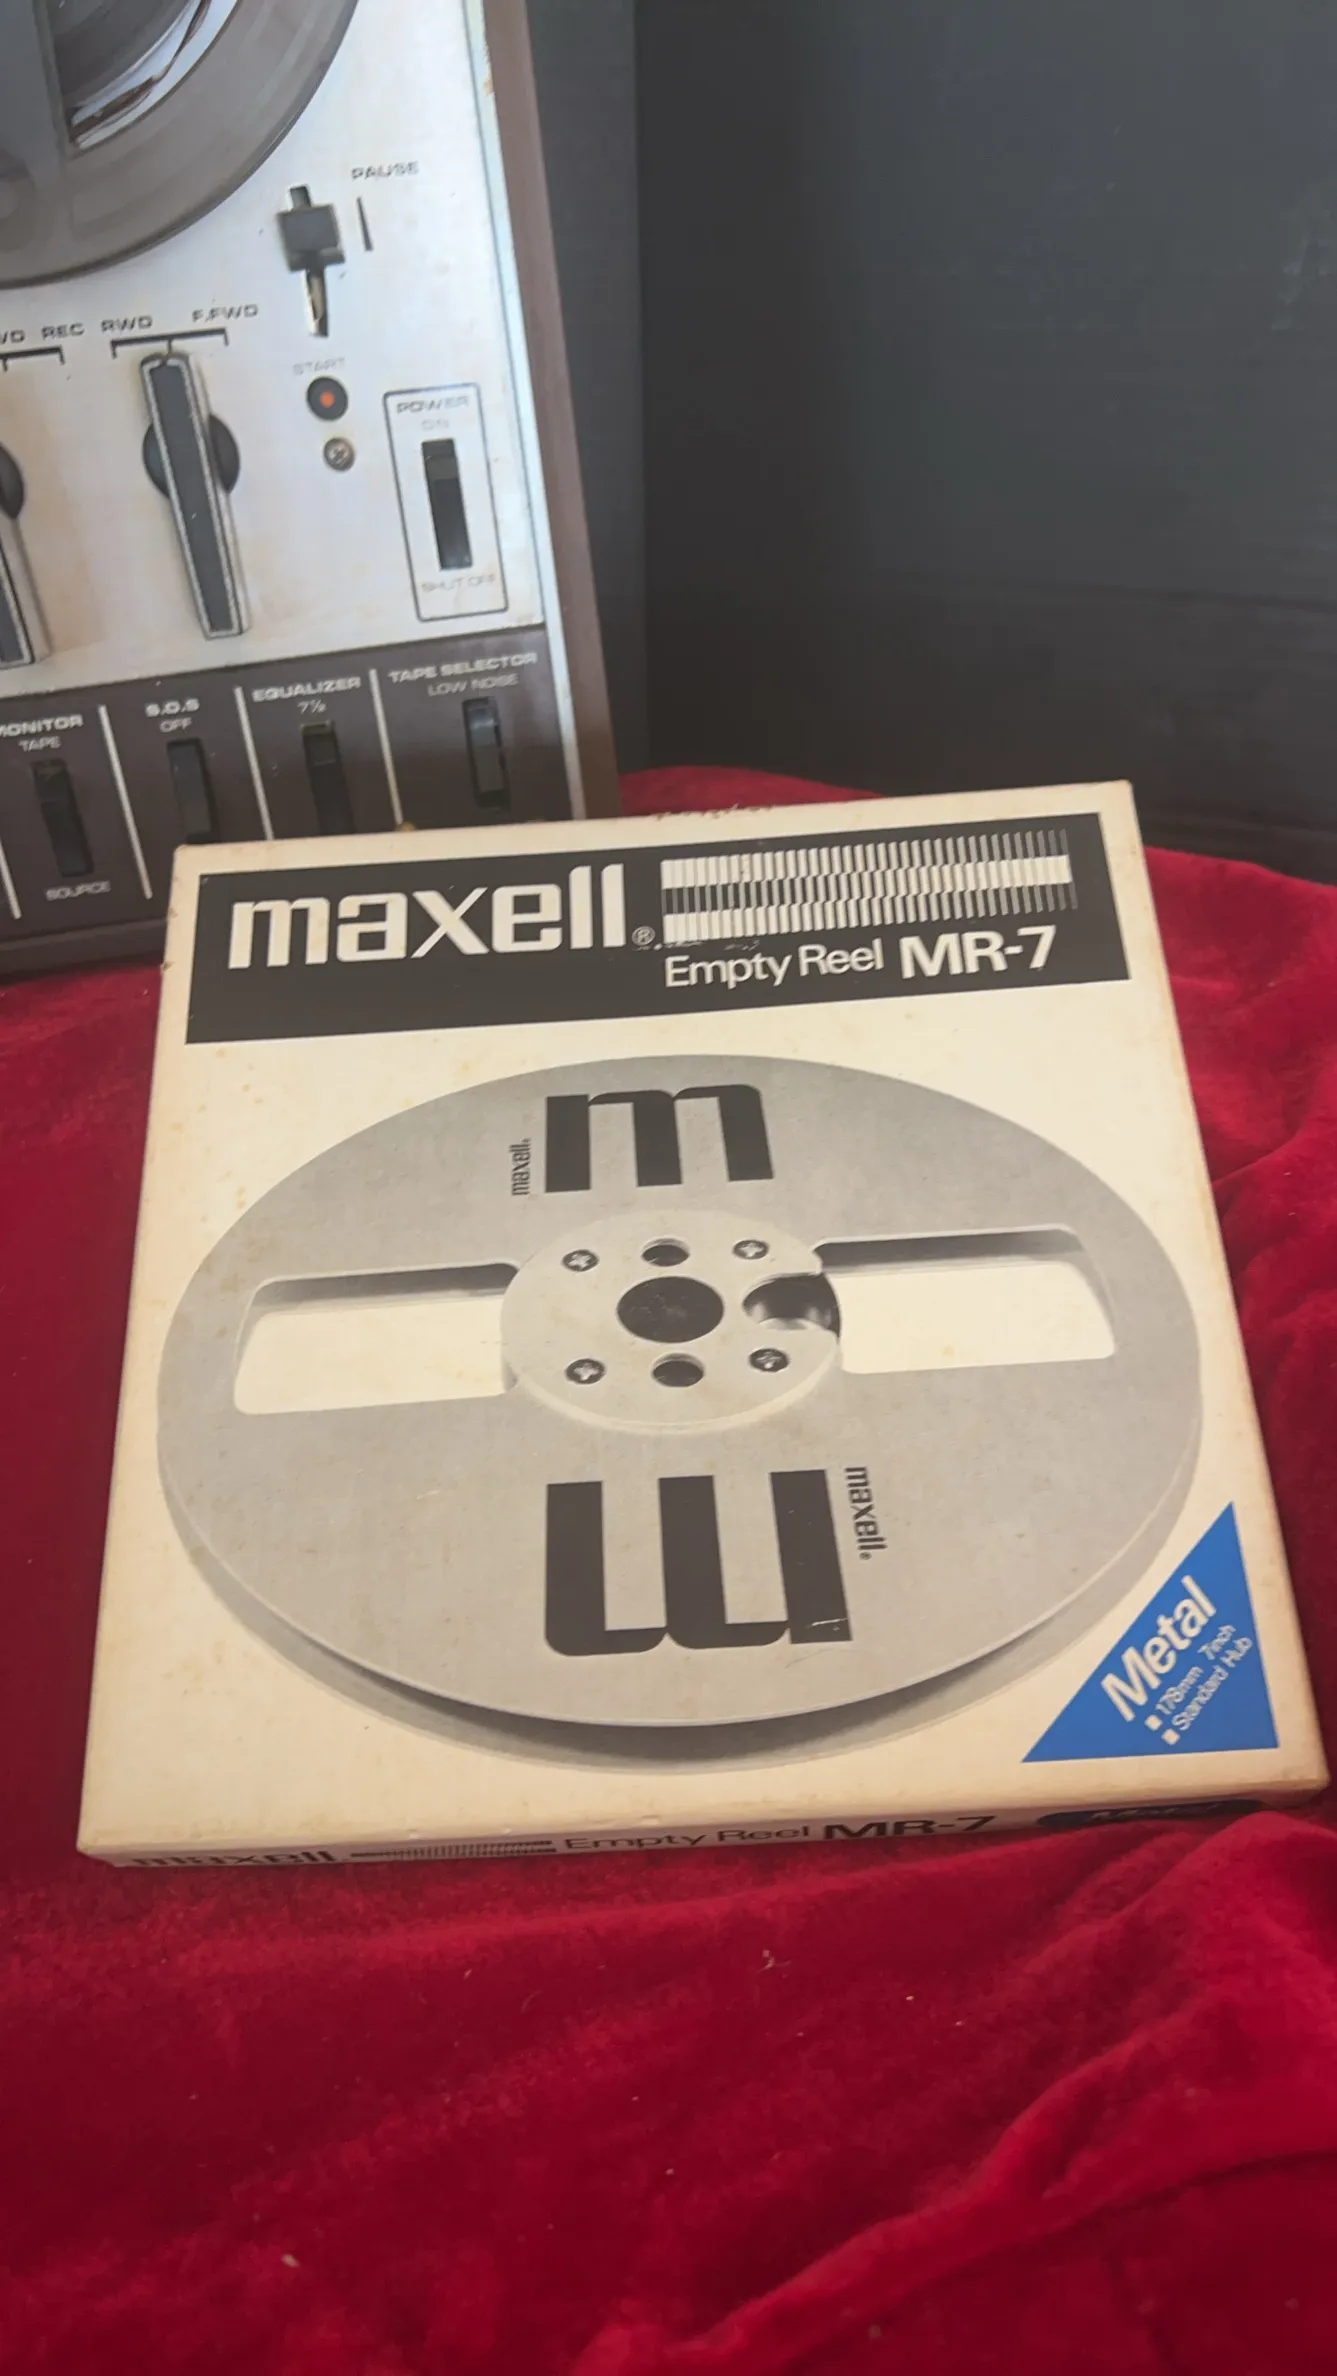 PAUSE
REC
RWD
F.FWD
START
POWER
ON
SHUT OFF
MONITOR
TAPE
SOURCE
S.O.S
OFF
EQUALIZER
7½
TAPE SELECTOR
LOW NOISE
maxell®
Empty Reel MR-7
m
maxell®
m
maxell®
Metal
178mm 7inch
Standard Hub
maxell Empty Reel MR-7